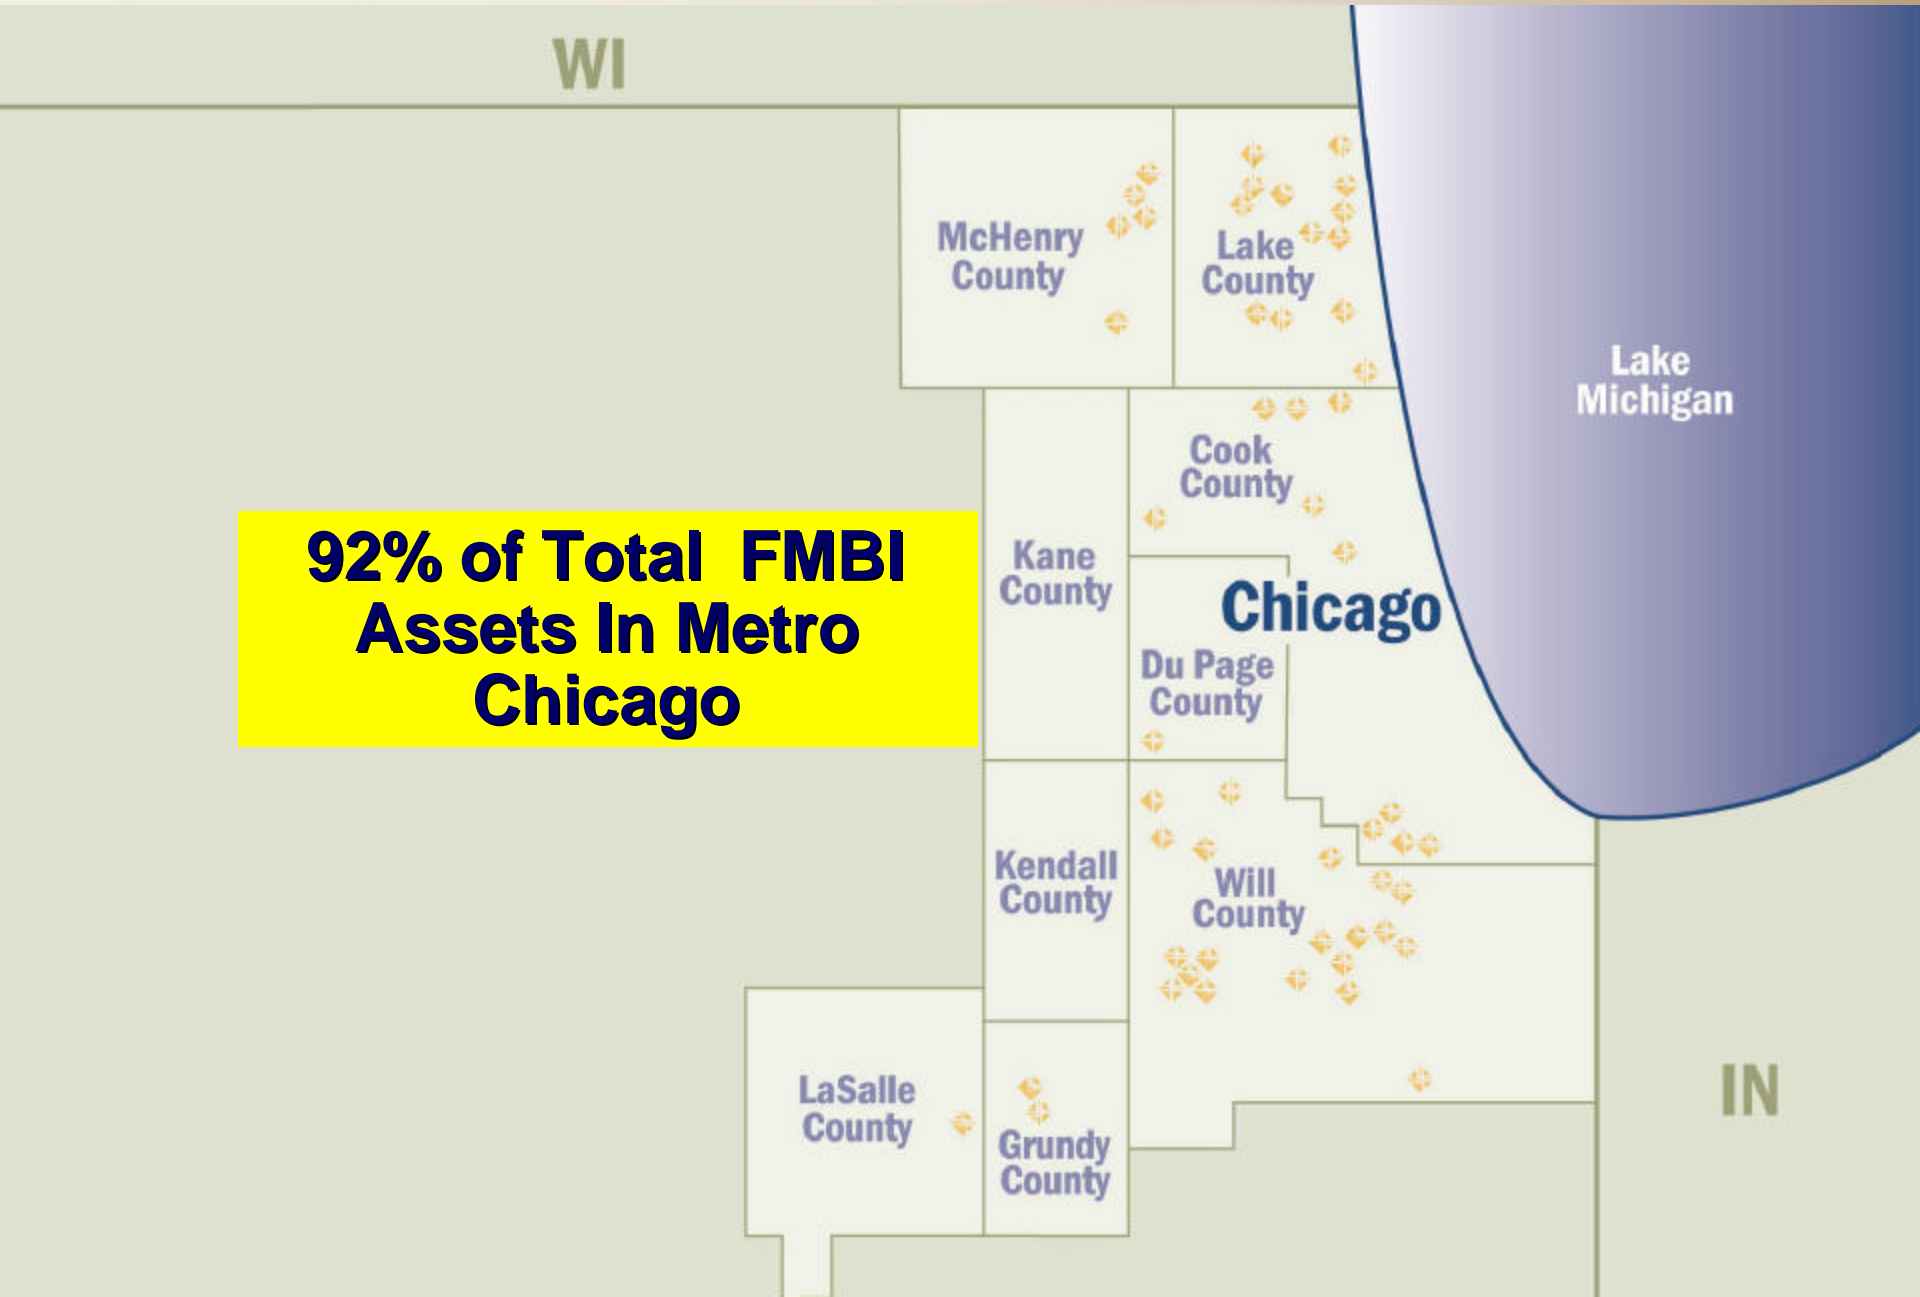 WI
McHenry
County
Lake
County
Lake
Michigan
Cook
County
92% of Total  FMBI
Assets In Metro
Chicago
Kane
County
Chicago
Du Page
County
Kendall
County
Will
County
LaSalle
County
Grundy
County
IN